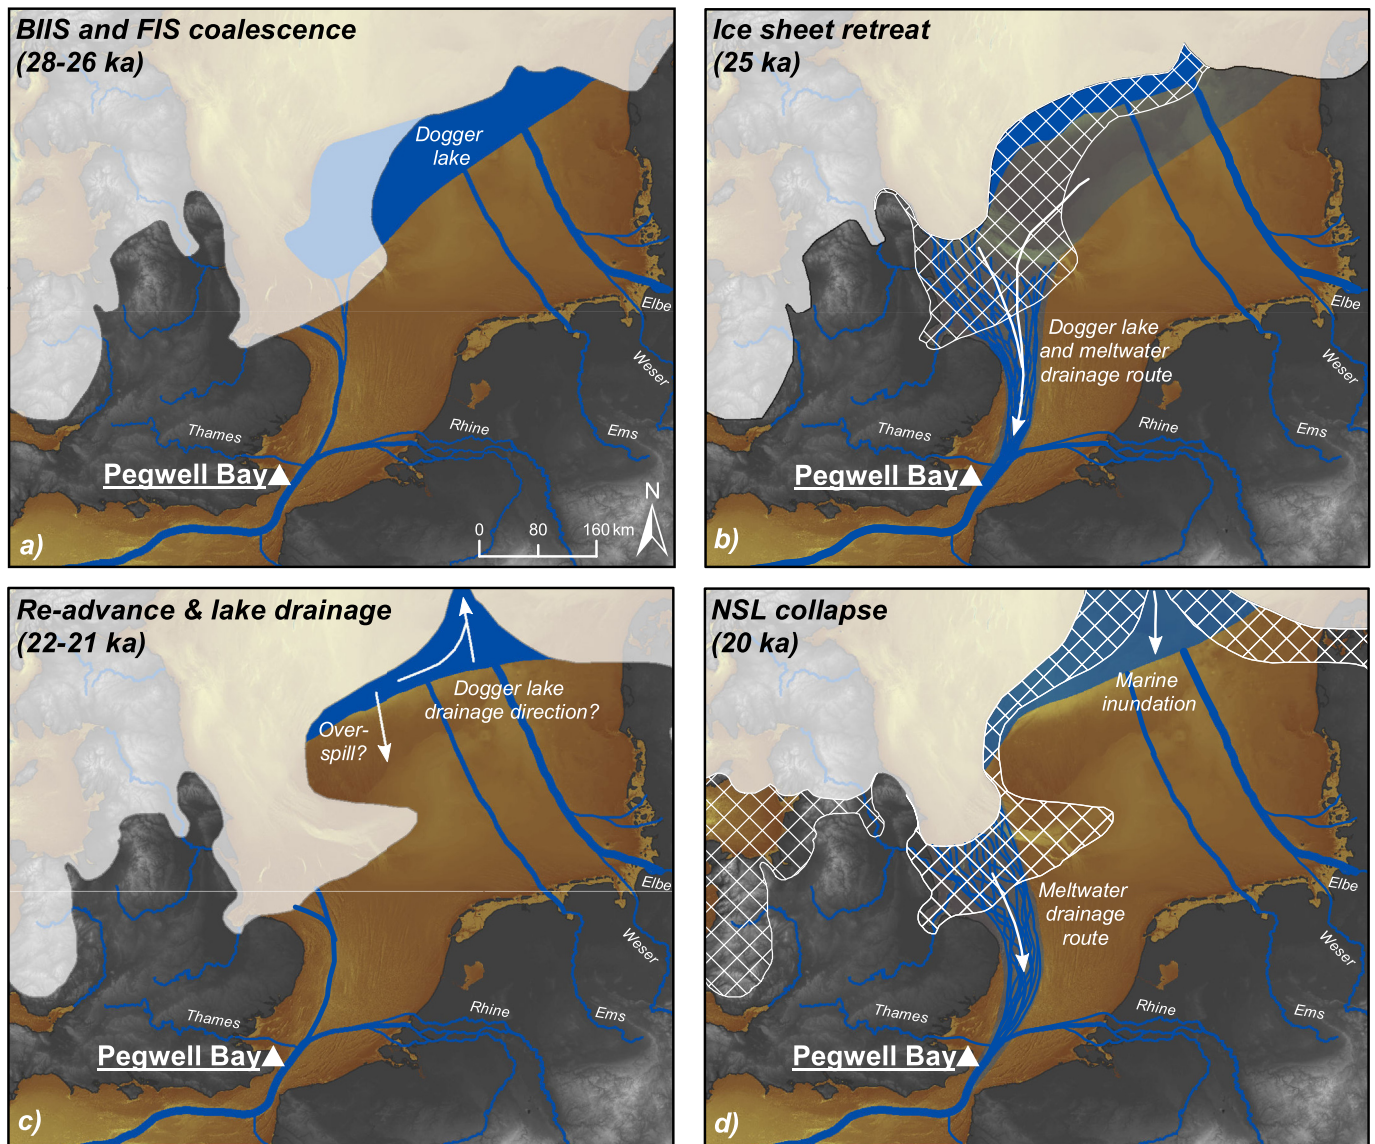 BIIS and FIS coalescence
(28-26 ka)
Dogger
lake
Elbe
Weser
Ems
Rhine
Thames
Pegwell Bay
N
0 80 160 km
a)
Ice sheet retreat
(25 ka)
Elbe
Dogger lake
and meltwater
drainage route
Weser
Ems
Rhine
Thames
Pegwell Bay
b)
Re-advance & lake drainage
(22-21 ka)
Dogger lake
drainage direction?
Over-
spill?
Elbe
Weser
Ems
Rhine
Thames
Pegwell Bay
c)
NSL collapse
(20 ka)
Marine
inundation
Elbe
Meltwater
drainage
route
Weser
Ems
Rhine
Thames
Pegwell Bay
d)